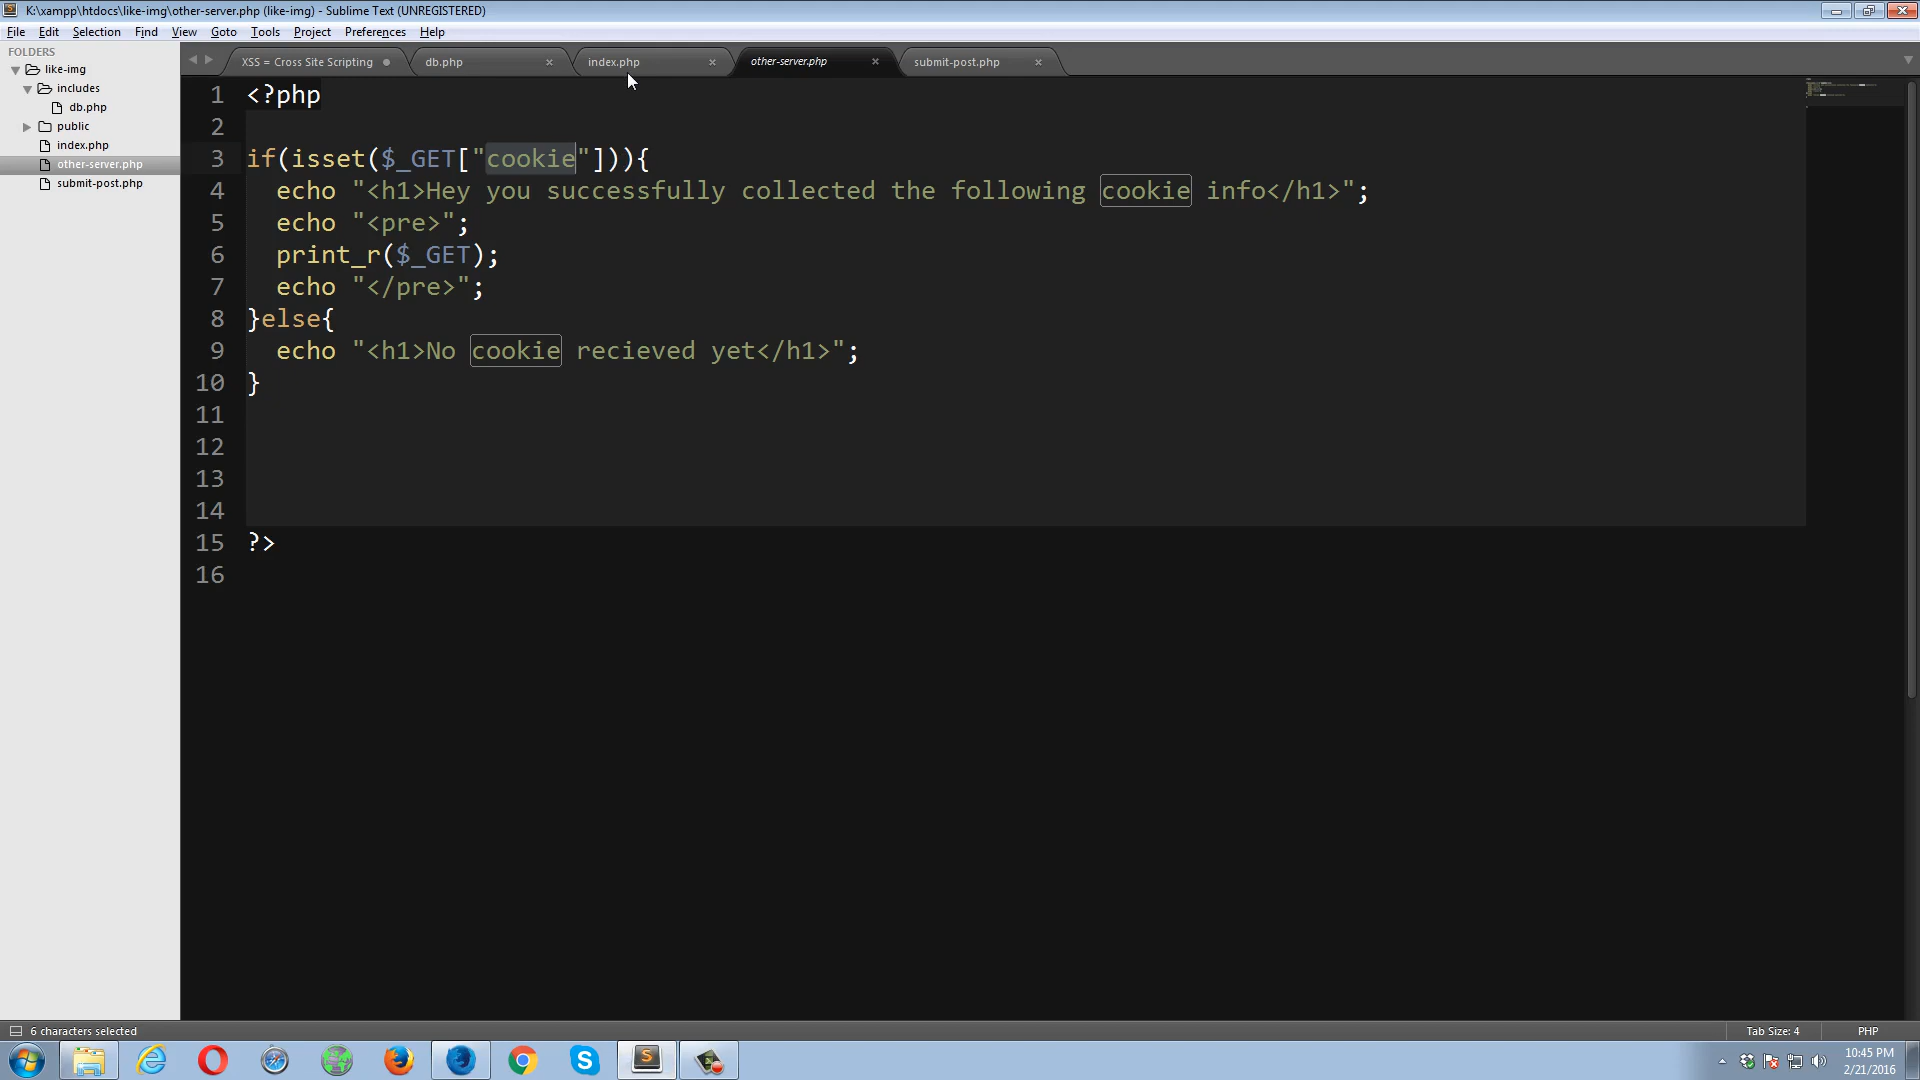 K:\xampp\htdocs\like-img\other-server.php (like-img) - Sublime Text (UNREGISTERED)
File Edit Selection Find View Goto Tools Project Preferences Help
FOLDERS
like-img
includes
db.php
public
index.php
other-server.php
submit-post.php
XSS = Cross Site Scripting
db.php
index.php
other-server.php
submit-post.php
1 <?php
2
3 if(isset($_GET["cookie"])){
4 echo "<h1>Hey you successfully collected the following cookie info</h1>";
5 echo "<pre>";
6 print_r($_GET);
7 echo "</pre>";
8 }else{
9 echo "<h1>No cookie recieved yet</h1>";
10 }
11
12
13
14
15 ?>
16
6 characters selected
Tab Size: 4
PHP
10:45 PM
2/21/2016